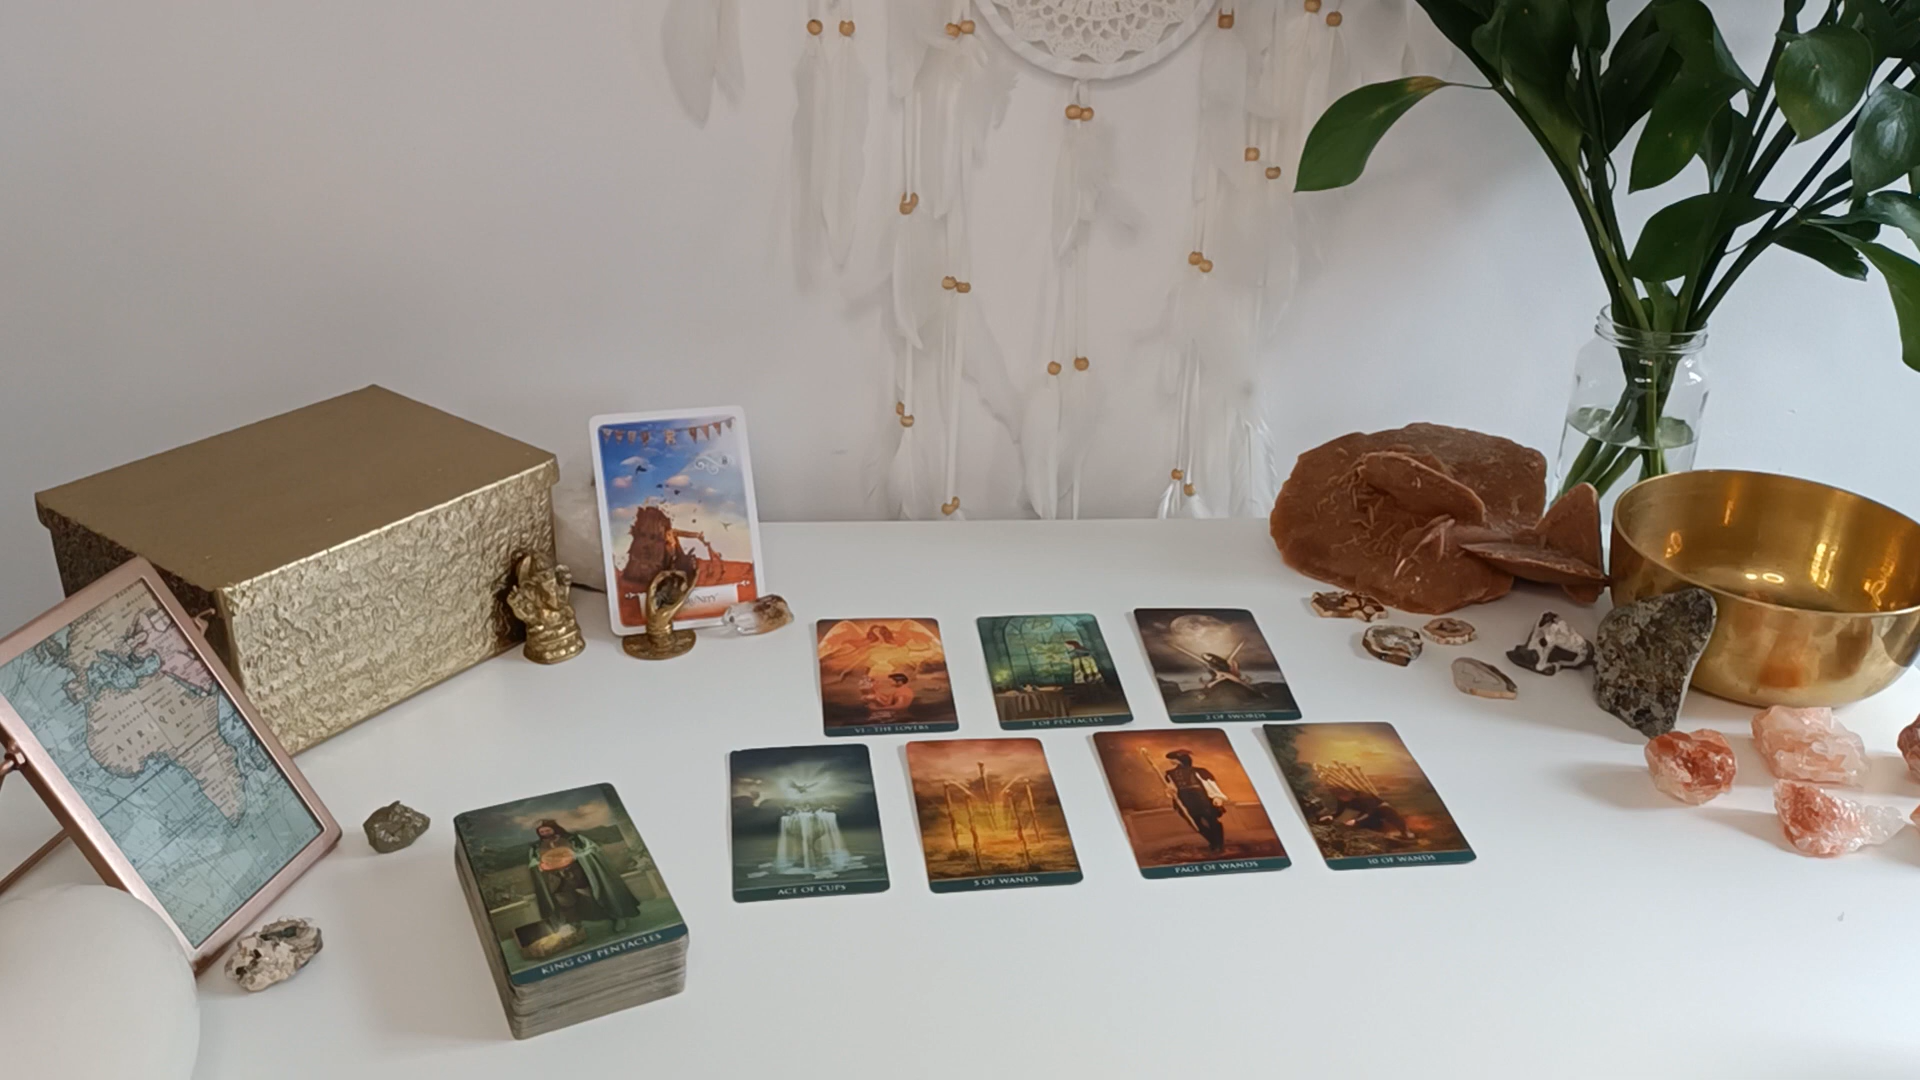 VI - THE LOVERS
3 OF PENTACLES
2 OF SWORDS
ACE OF CUPS
5 OF WANDS
PAGE OF WANDS
10 OF WANDS
KING OF PENTACLES
AFRIQUE